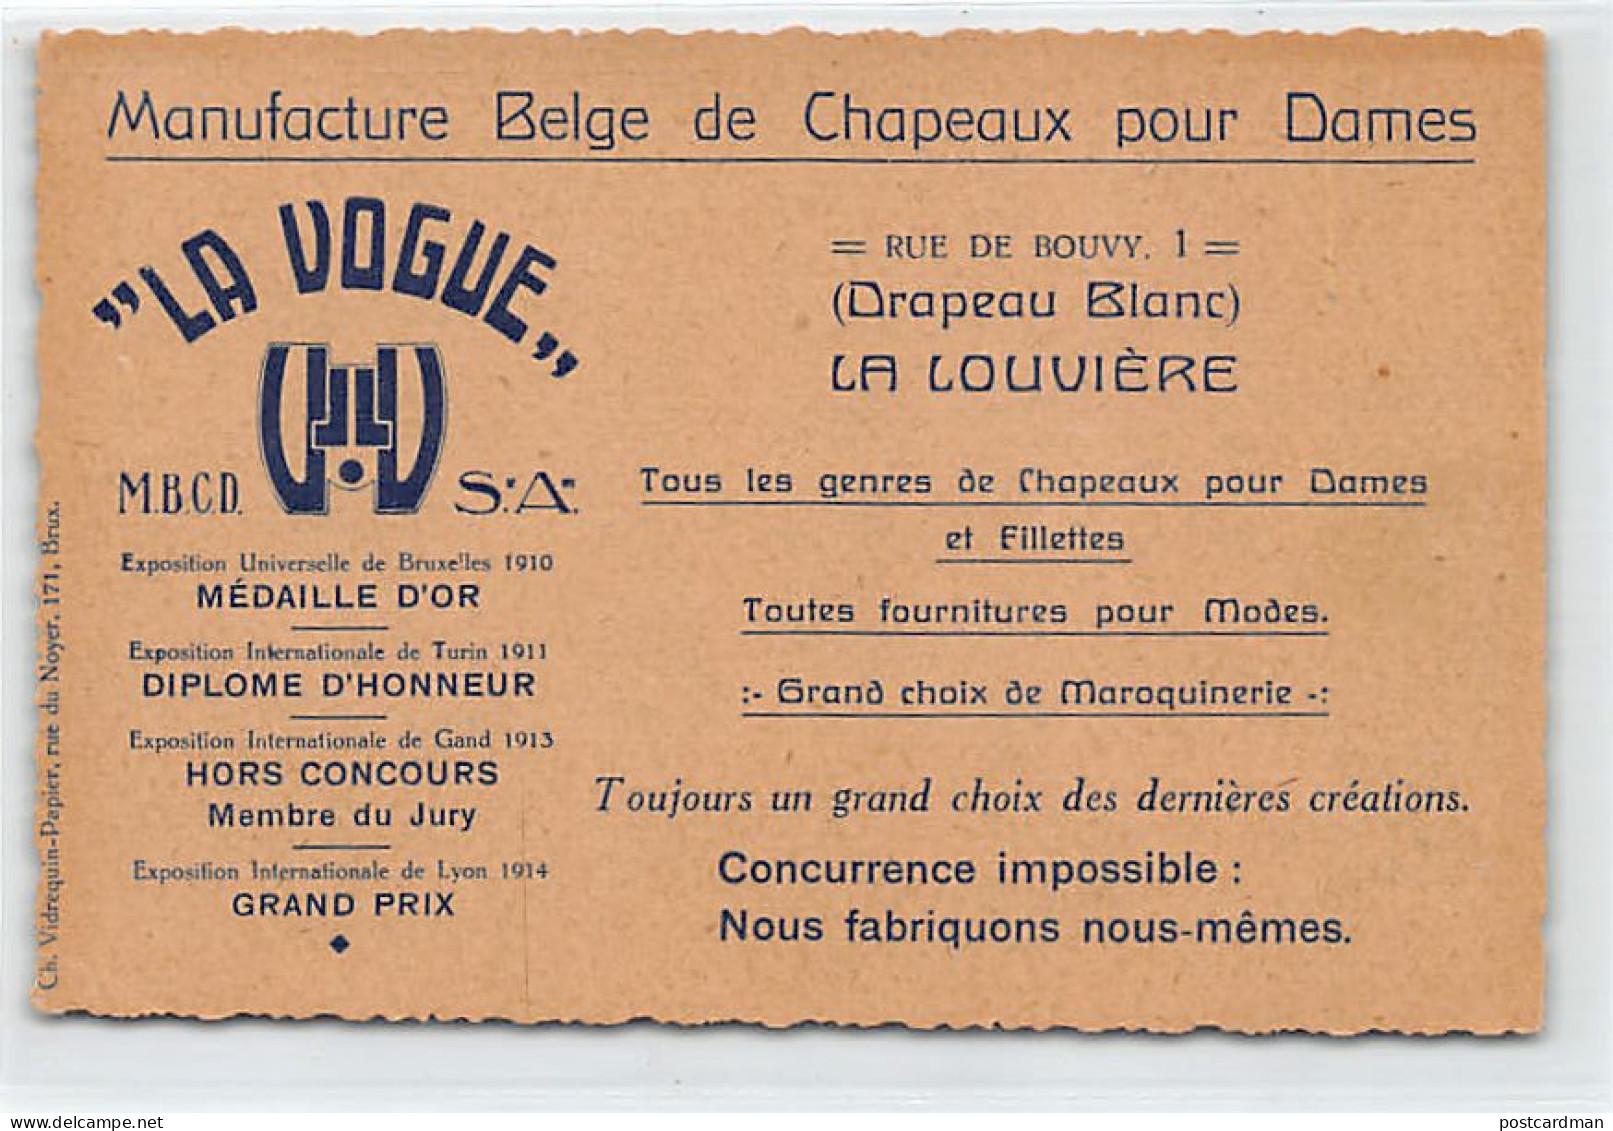 Manufacture Belge de Chapeaux pour Dames
"LA VOGUE"
M.B.C.D.
S.A.
Exposition Universelle de Bruxelles 1910
MÉDAILLE D'OR
Exposition Internationale de Turin 1911
DIPLOME D'HONNEUR
Exposition Internationale de Gand 1913
HORS CONCOURS
Membre du Jury
Exposition Internationale de Lyon 1914
GRAND PRIX
= RUE DE BOUVY, 1 =
(Drapeau Blanc)
LA LOUVIÈRE
Tous les genres de Chapeaux pour Dames
et Fillettes
Toutes fournitures pour Modes.
:- Grand choix de Maroquinerie -:
Toujours un grand choix des dernières créations.
Concurrence impossible :
Nous fabriquons nous-mêmes.
Ch. Vidrequin-Papier, rue du Noyer, 171, Brux.
postcardman